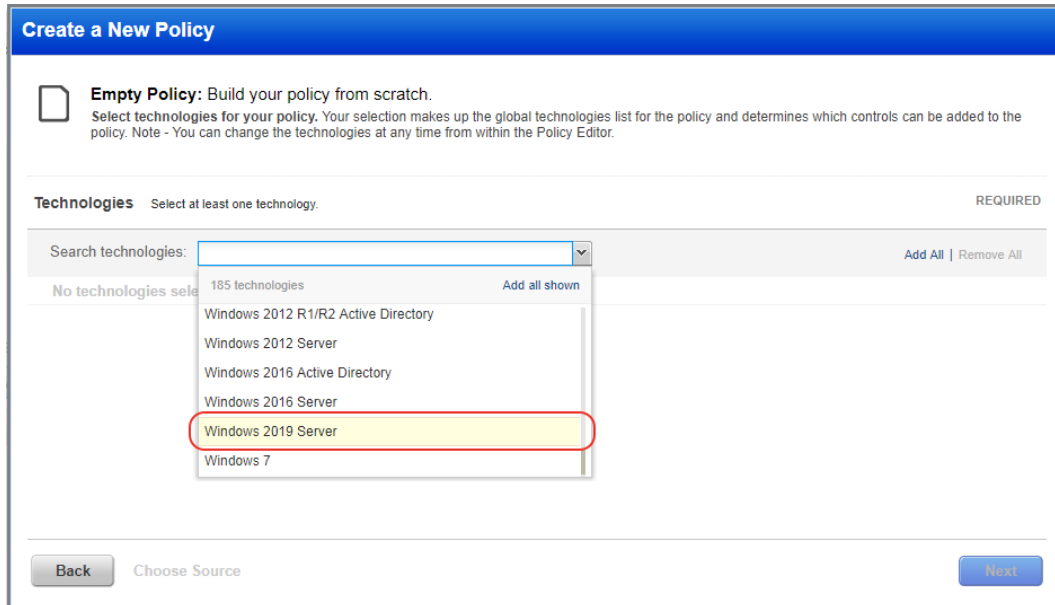 Create a New Policy
Empty Policy: Build your policy from scratch.
Select technologies for your policy. Your selection makes up the global technologies list for the policy and determines which controls can be added to the
policy. Note - You can change the technologies at any time from within the Policy Editor.
Technologies Select at least one technology. REQUIRED
Search technologies: Add All | Remove All
No technologies sele
185 technologies Add all shown
Windows 2012 R1/R2 Active Directory
Windows 2012 Server
Windows 2016 Active Directory
Windows 2016 Server
Windows 2019 Server
Windows 7
Back Choose Source Next